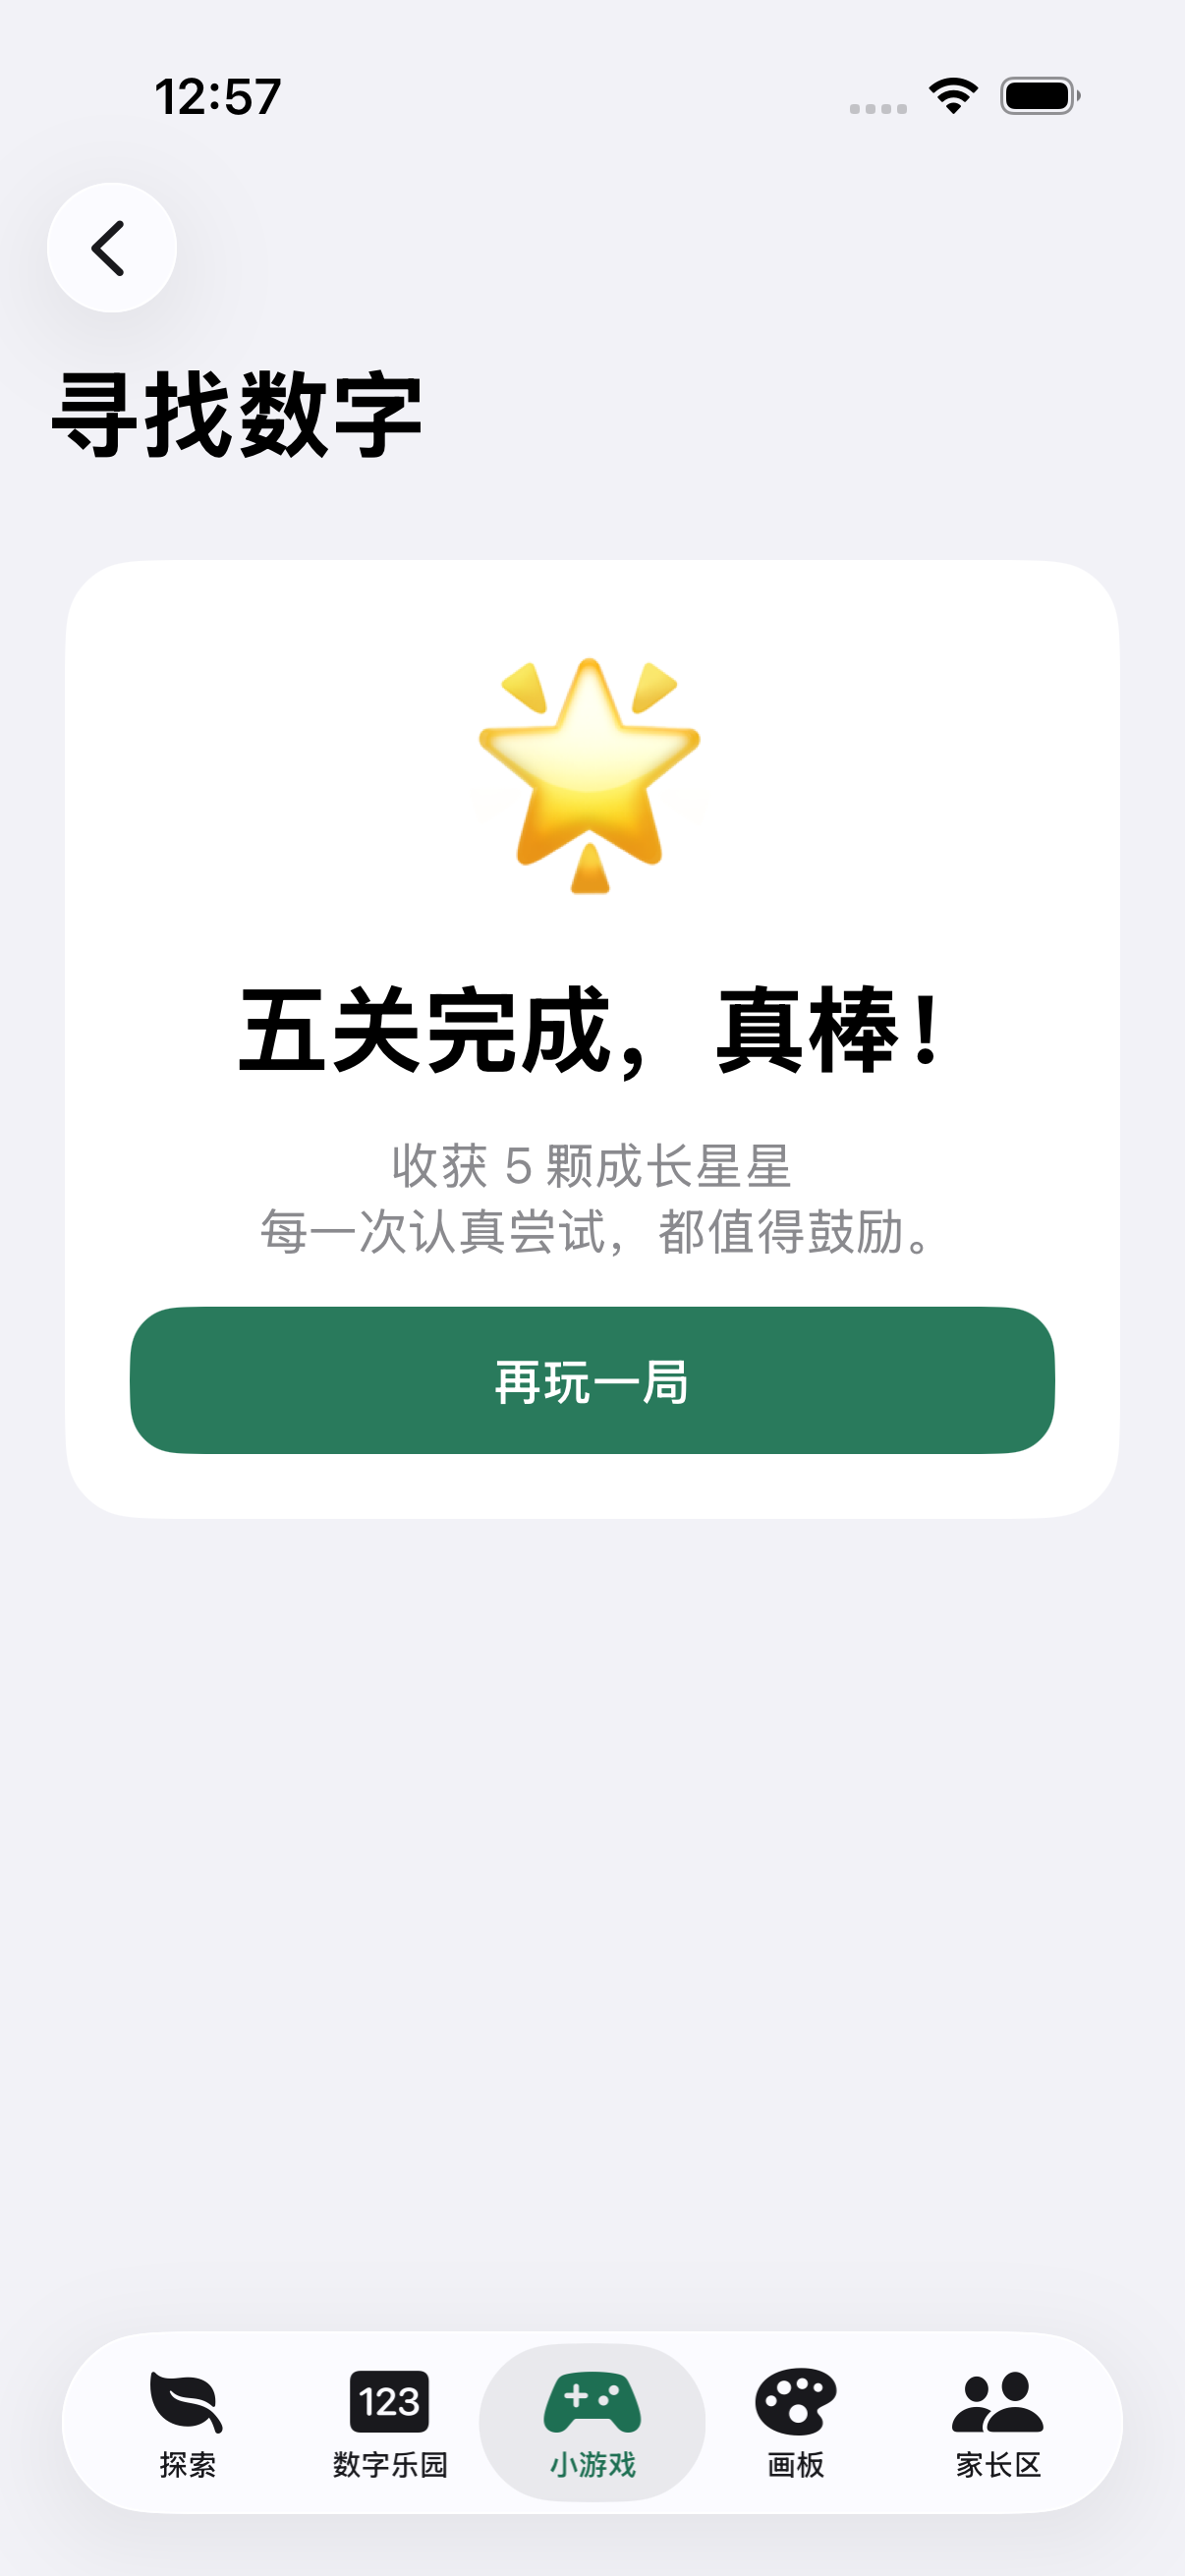 12:57
寻找数字
五关完成，真棒！
收获 5 颗成长星星
每一次认真尝试，都值得鼓励。
再玩一局
123
探索
数字乐园
小游戏
画板
家长区